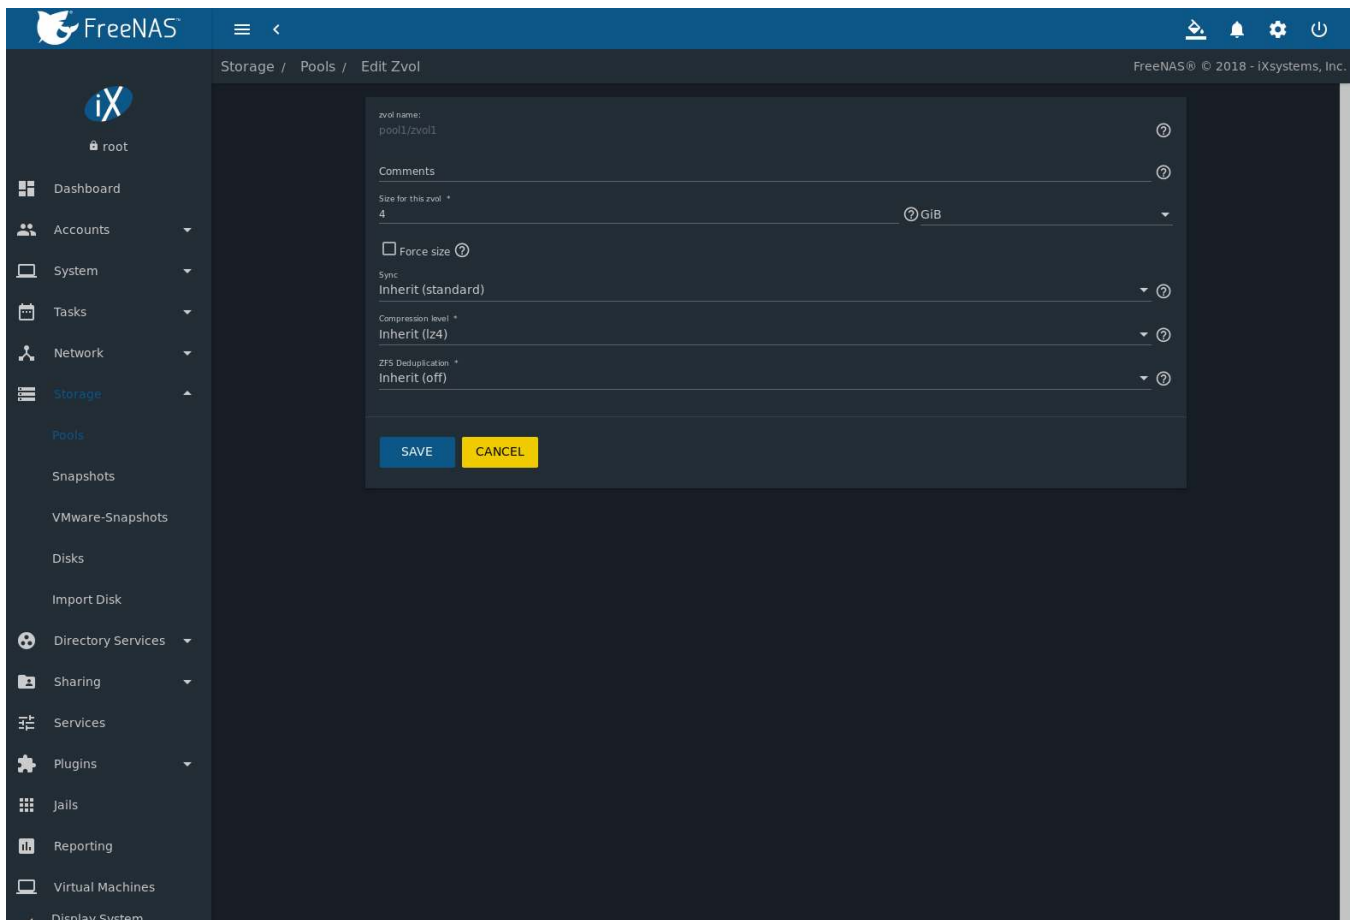 FreeNAS
Storage / Pools / Edit Zvol
FreeNAS® © 2018 - iXsystems, Inc.
iX
root
Dashboard
Accounts
System
Tasks
Network
Storage
Pools
Snapshots
VMware-Snapshots
Disks
Import Disk
Directory Services
Sharing
Services
Plugins
Jails
Reporting
Virtual Machines
Display System
zvol name:
pool1/zvol1
Comments
Size for this zvol *
4
GiB
Force size
Sync
Inherit (standard)
Compression level *
Inherit (lz4)
ZFS Deduplication *
Inherit (off)
SAVE
CANCEL